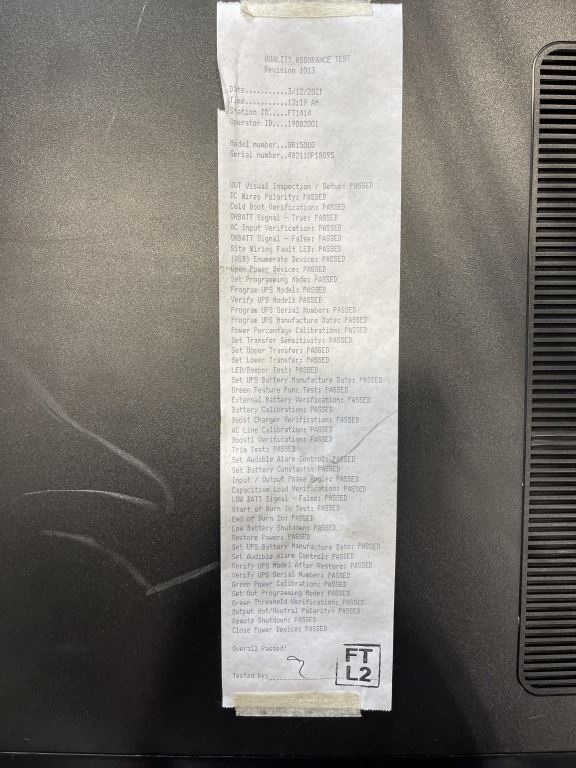 QUALITY ASSURANCE TEST
Revision 1013
Date...........3/12/2021
Time...........12:19 AM
Station ID.....FT1414
Operator ID....19082001
Model number...BR1500G
Serial number..4B2110P18095
UUT Visual Inspection / Setup: PASSED
DC Wires Polarity: PASSED
Cold Boot Verification: PASSED
ONBATT Signal - True: PASSED
AC Input Verification: PASSED
ONBATT Signal - False: PASSED
Site Wiring Fault LED: PASSED
(USB) Enumerate Device: PASSED
Open Power Device: PASSED
Set Programming Mode: PASSED
Program UPS Model: PASSED
Verify UPS Model: PASSED
Program UPS Serial Number: PASSED
Program UPS Manufacture Date: PASSED
Power Percentage Calibration: PASSED
Set Transfer Sensitivity: PASSED
Set Upper Transfer: PASSED
Set Lower Transfer: PASSED
LED/Beeper Test: PASSED
Set UPS Battery Manufacture Date: PASSED
Green Feature Func Test: PASSED
External Battery Verification: PASSED
Battery Calibration: PASSED
Boost Charger Verification: PASSED
AC Line Calibration: PASSED
Boost1 Verification: PASSED
Trim Test: PASSED
Set Audible Alarm Control: PASSED
Set Battery Constants: PASSED
Input / Output Phase Angle: PASSED
Capacitive Load Verification: PASSED
LOW BATT Signal - False: PASSED
Start of Burn In Test: PASSED
End of Burn In: PASSED
Low Battery Shutdown: PASSED
Restore Power: PASSED
Set UPS Battery Manufacture Date: PASSED
Set Audible Alarm Control: PASSED
Verify UPS Model After Restore: PASSED
Verify UPS Serial Number: PASSED
Green Power Calibration: PASSED
Get Out Programming Mode: PASSED
Green Threshold Verification: PASSED
Output Hot/Neutral Polarity: PASSED
Remote Shutdown: PASSED
Close Power Device: PASSED
Overall Passed!
Tested by:
FT
L2